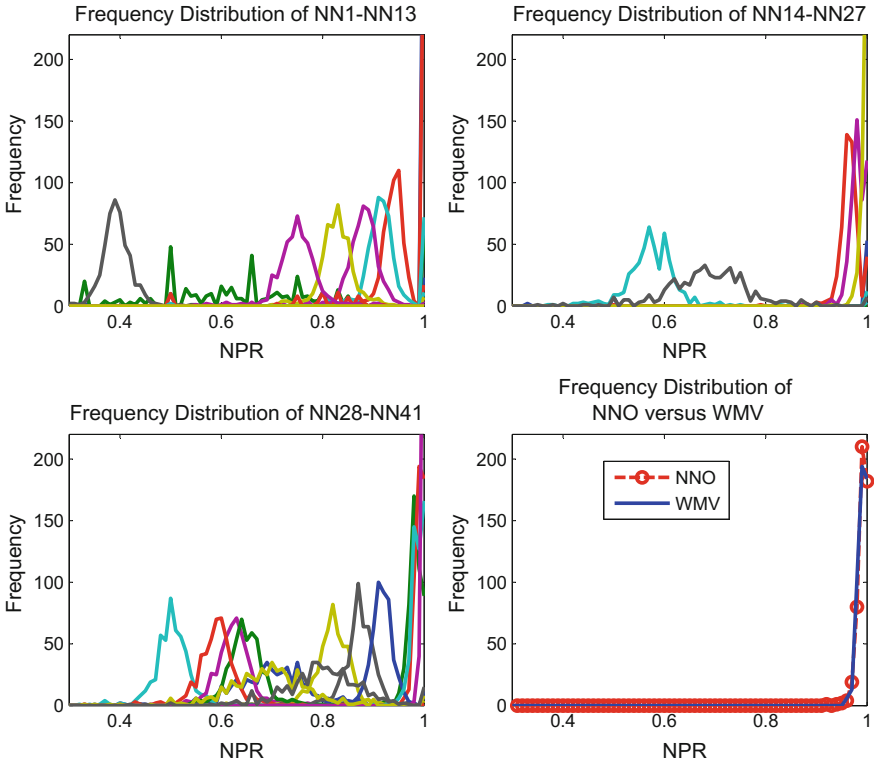 Frequency Distribution of NN1-NN13
200
150
100
50
0
Frequency
0.4
0.6
0.8
1
NPR
Frequency Distribution of NN14-NN27
200
150
100
50
0
Frequency
0.4
0.6
0.8
1
NPR
Frequency Distribution of NN28-NN41
200
150
100
50
0
Frequency
0.4
0.6
0.8
1
NPR
Frequency Distribution of
NNO versus WMV
200
150
100
50
0
Frequency
NNO
WMV
0.4
0.6
0.8
1
NPR